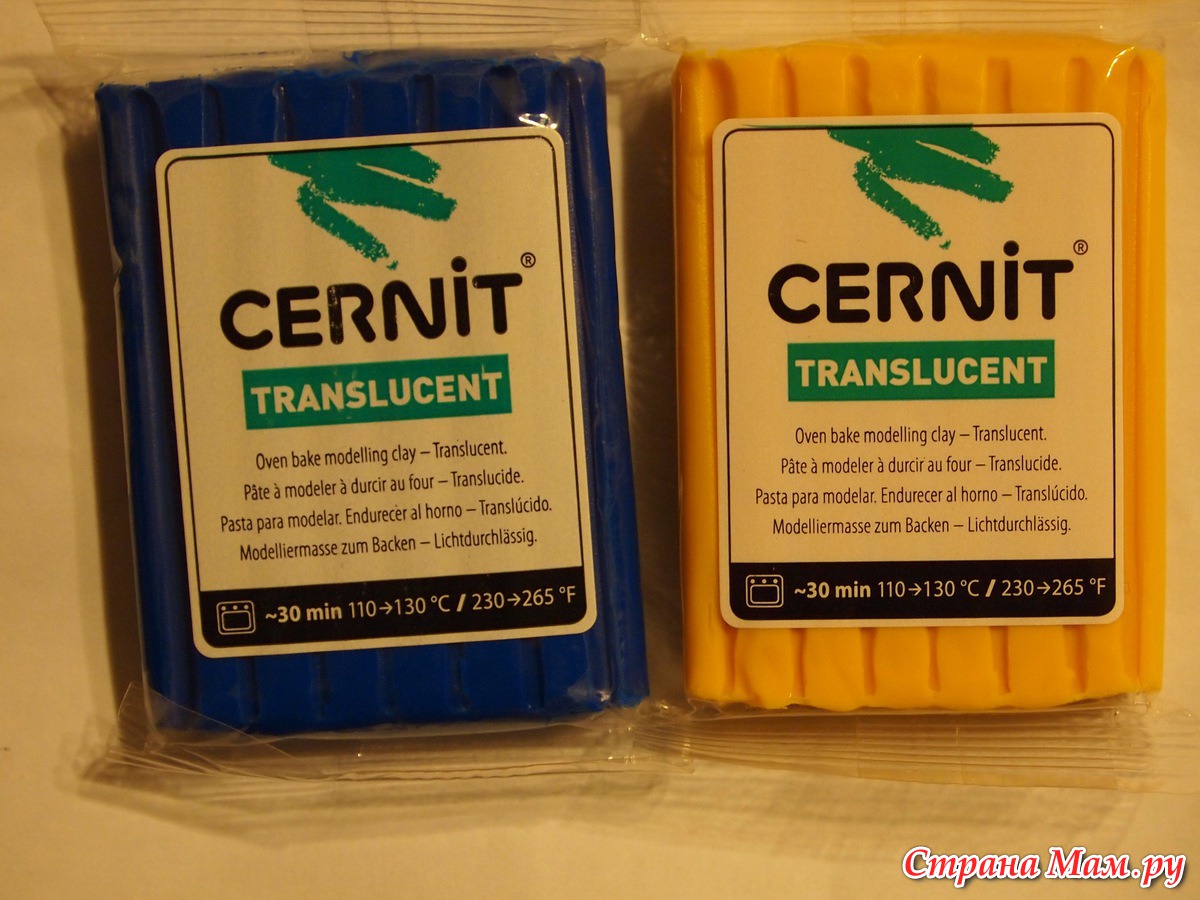 CERNiT®
TRANSLUCENT
Oven bake modelling clay – Translucent.
Pâte à modeler à durcir au four – Translucide.
Pasta para modelar. Endurecer al horno – Translúcido.
Modelliermasse zum Backen – Lichtdurchlässig.
~30 min 110→130 °C / 230→265 °F
CERNiT®
TRANSLUCENT
Oven bake modelling clay – Translucent.
Pâte à modeler à durcir au four – Translucide.
Pasta para modelar. Endurecer al horno – Translúcido.
Modelliermasse zum Backen – Lichtdurchlässig.
~30 min 110→130 °C / 230→265 °F
Страна Мам.ру